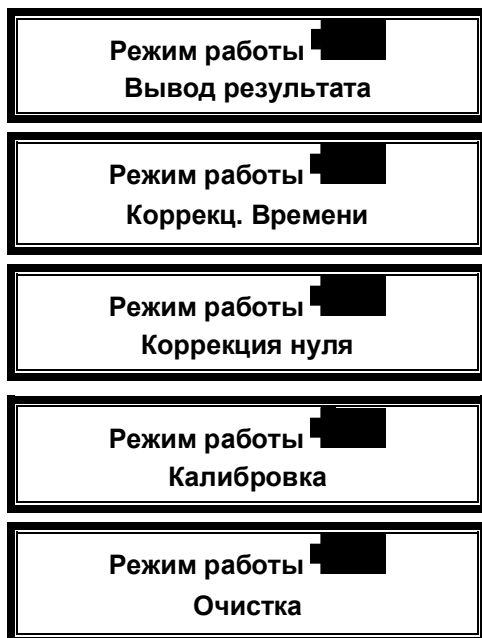 Режим работы
Вывод результата
Режим работы
Коррекц. Времени
Режим работы
Коррекция нуля
Режим работы
Калибровка
Режим работы
Очистка